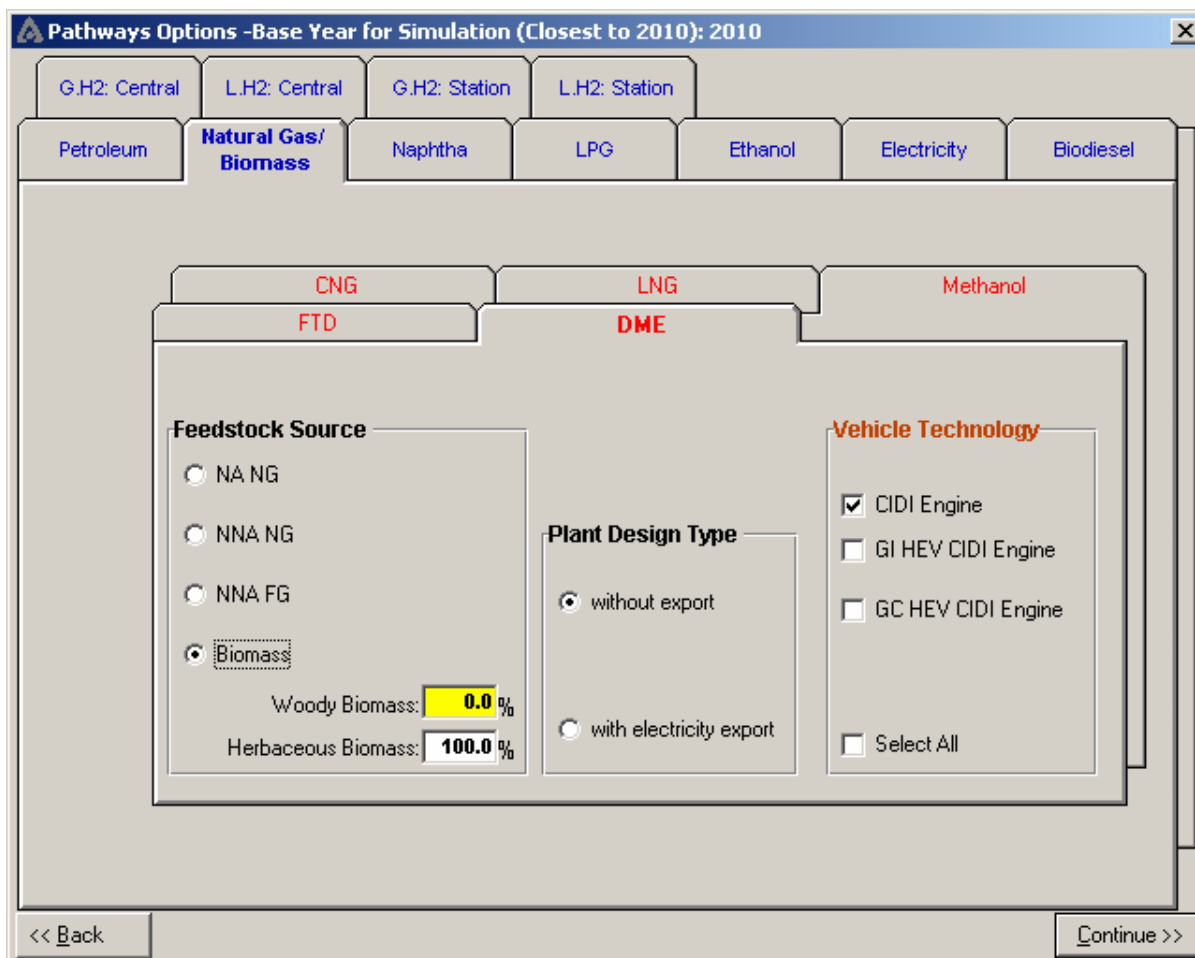 Pathways Options -Base Year for Simulation (Closest to 2010): 2010
G.H2: Central
L.H2: Central
G.H2: Station
L.H2: Station
Petroleum
Natural Gas/
Biomass
Naphtha
LPG
Ethanol
Electricity
Biodiesel
CNG
LNG
Methanol
FTD
DME
Feedstock Source
NA NG
NNA NG
NNA FG
Biomass
Woody Biomass: 0.0 %
Herbaceous Biomass: 100.0 %
Plant Design Type
without export
with electricity export
Vehicle Technology
CIDI Engine
GI HEV CIDI Engine
GC HEV CIDI Engine
Select All
<< Back
Continue >>